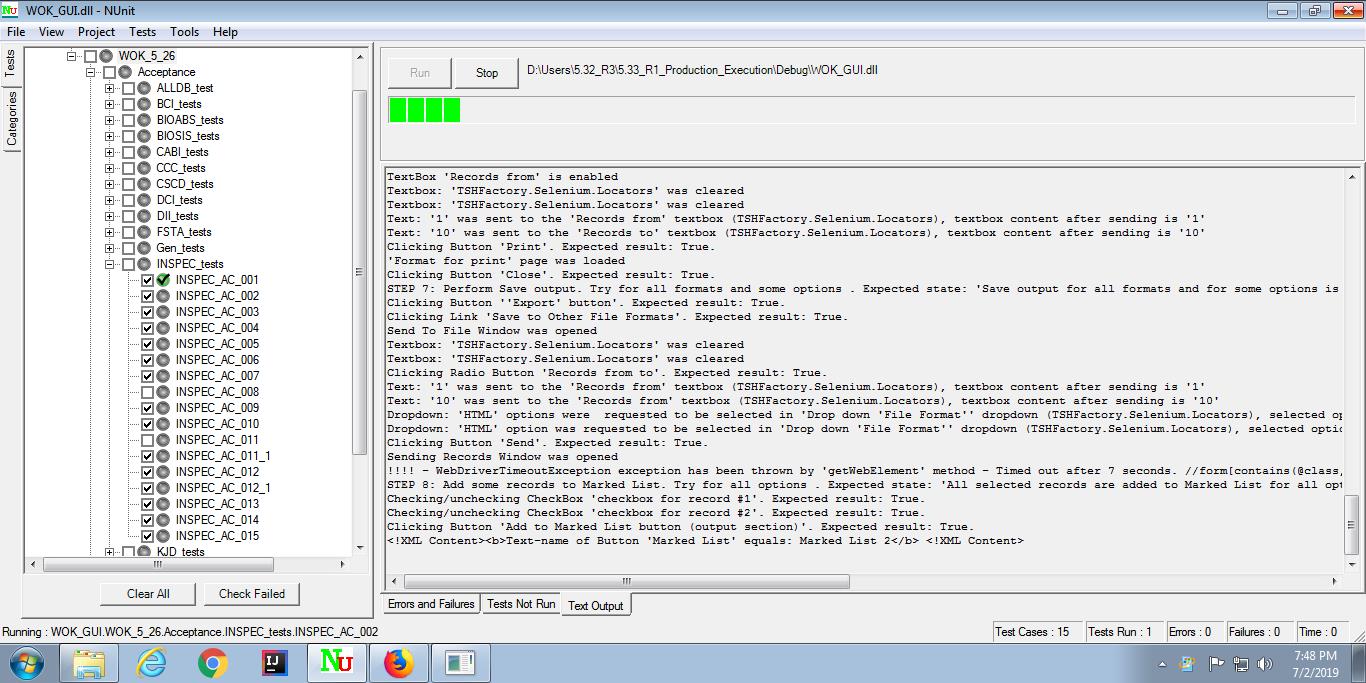 WOK_GUI.dll - NUnit
File View Project Tests Tools Help
Tests
Categories
WOK_5_26
Acceptance
ALLDB_test
BCI_tests
BIOABS_tests
BIOSIS_tests
CABI_tests
CCC_tests
CSCD_tests
DCI_tests
DII_tests
FSTA_tests
Gen_tests
INSPEC_tests
INSPEC_AC_001
INSPEC_AC_002
INSPEC_AC_003
INSPEC_AC_004
INSPEC_AC_005
INSPEC_AC_006
INSPEC_AC_007
INSPEC_AC_008
INSPEC_AC_009
INSPEC_AC_010
INSPEC_AC_011
INSPEC_AC_011_1
INSPEC_AC_012
INSPEC_AC_012_1
INSPEC_AC_013
INSPEC_AC_014
INSPEC_AC_015
KJD_tests
Clear All Check Failed
Run Stop D:\Users\5.32_R3\5.33_R1_Production_Execution\Debug\WOK_GUI.dll
TextBox 'Records from' is enabled
Textbox: 'TSHFactory.Selenium.Locators' was cleared
Textbox: 'TSHFactory.Selenium.Locators' was cleared
Text: '1' was sent to the 'Records from' textbox (TSHFactory.Selenium.Locators), textbox content after sending is '1'
Text: '10' was sent to the 'Records to' textbox (TSHFactory.Selenium.Locators), textbox content after sending is '10'
Clicking Button 'Print'. Expected result: True.
'Format for print' page was loaded
Clicking Button 'Close'. Expected result: True.
STEP 7: Perform Save output. Try for all formats and some options . Expected state: 'Save output for all formats and for some options is
Clicking Button ''Export' button'. Expected result: True.
Clicking Link 'Save to Other File Formats'. Expected result: True.
Send To File Window was opened
Textbox: 'TSHFactory.Selenium.Locators' was cleared
Textbox: 'TSHFactory.Selenium.Locators' was cleared
Clicking Radio Button 'Records from to'. Expected result: True.
Text: '1' was sent to the 'Records from' textbox (TSHFactory.Selenium.Locators), textbox content after sending is '1'
Text: '10' was sent to the 'Records to' textbox (TSHFactory.Selenium.Locators), textbox content after sending is '10'
Dropdown: 'HTML' options were  requested to be selected in 'Drop down 'File Format'' dropdown (TSHFactory.Selenium.Locators), selected op
Dropdown: 'HTML' option was requested to be selected in 'Drop down 'File Format'' dropdown (TSHFactory.Selenium.Locators), selected optio
Clicking Button 'Send'. Expected result: True.
Sending Records Window was opened
!!!! - WebDriverTimeoutException exception has been thrown by 'getWebElement' method - Timed out after 7 seconds. //form[contains(@class,
STEP 8: Add some records to Marked List. Try for all options . Expected state: 'All selected records are added to Marked List for all opt
Checking/unchecking CheckBox 'checkbox for record #1'. Expected result: True.
Checking/unchecking CheckBox 'checkbox for record #2'. Expected result: True.
Clicking Button 'Add to Marked List button (output section)'. Expected result: True.
<!XML Content><b>Text-name of Button 'Marked List' equals: Marked List 2</b> <!XML Content>
Errors and Failures Tests Not Run Text Output
Running : WOK_GUI.WOK_5_26.Acceptance.INSPEC_tests.INSPEC_AC_002 Test Cases : 15 Tests Run : 1 Errors : 0 Failures : 0 Time : 0
IJ Nu
7:48 PM
7/2/2019